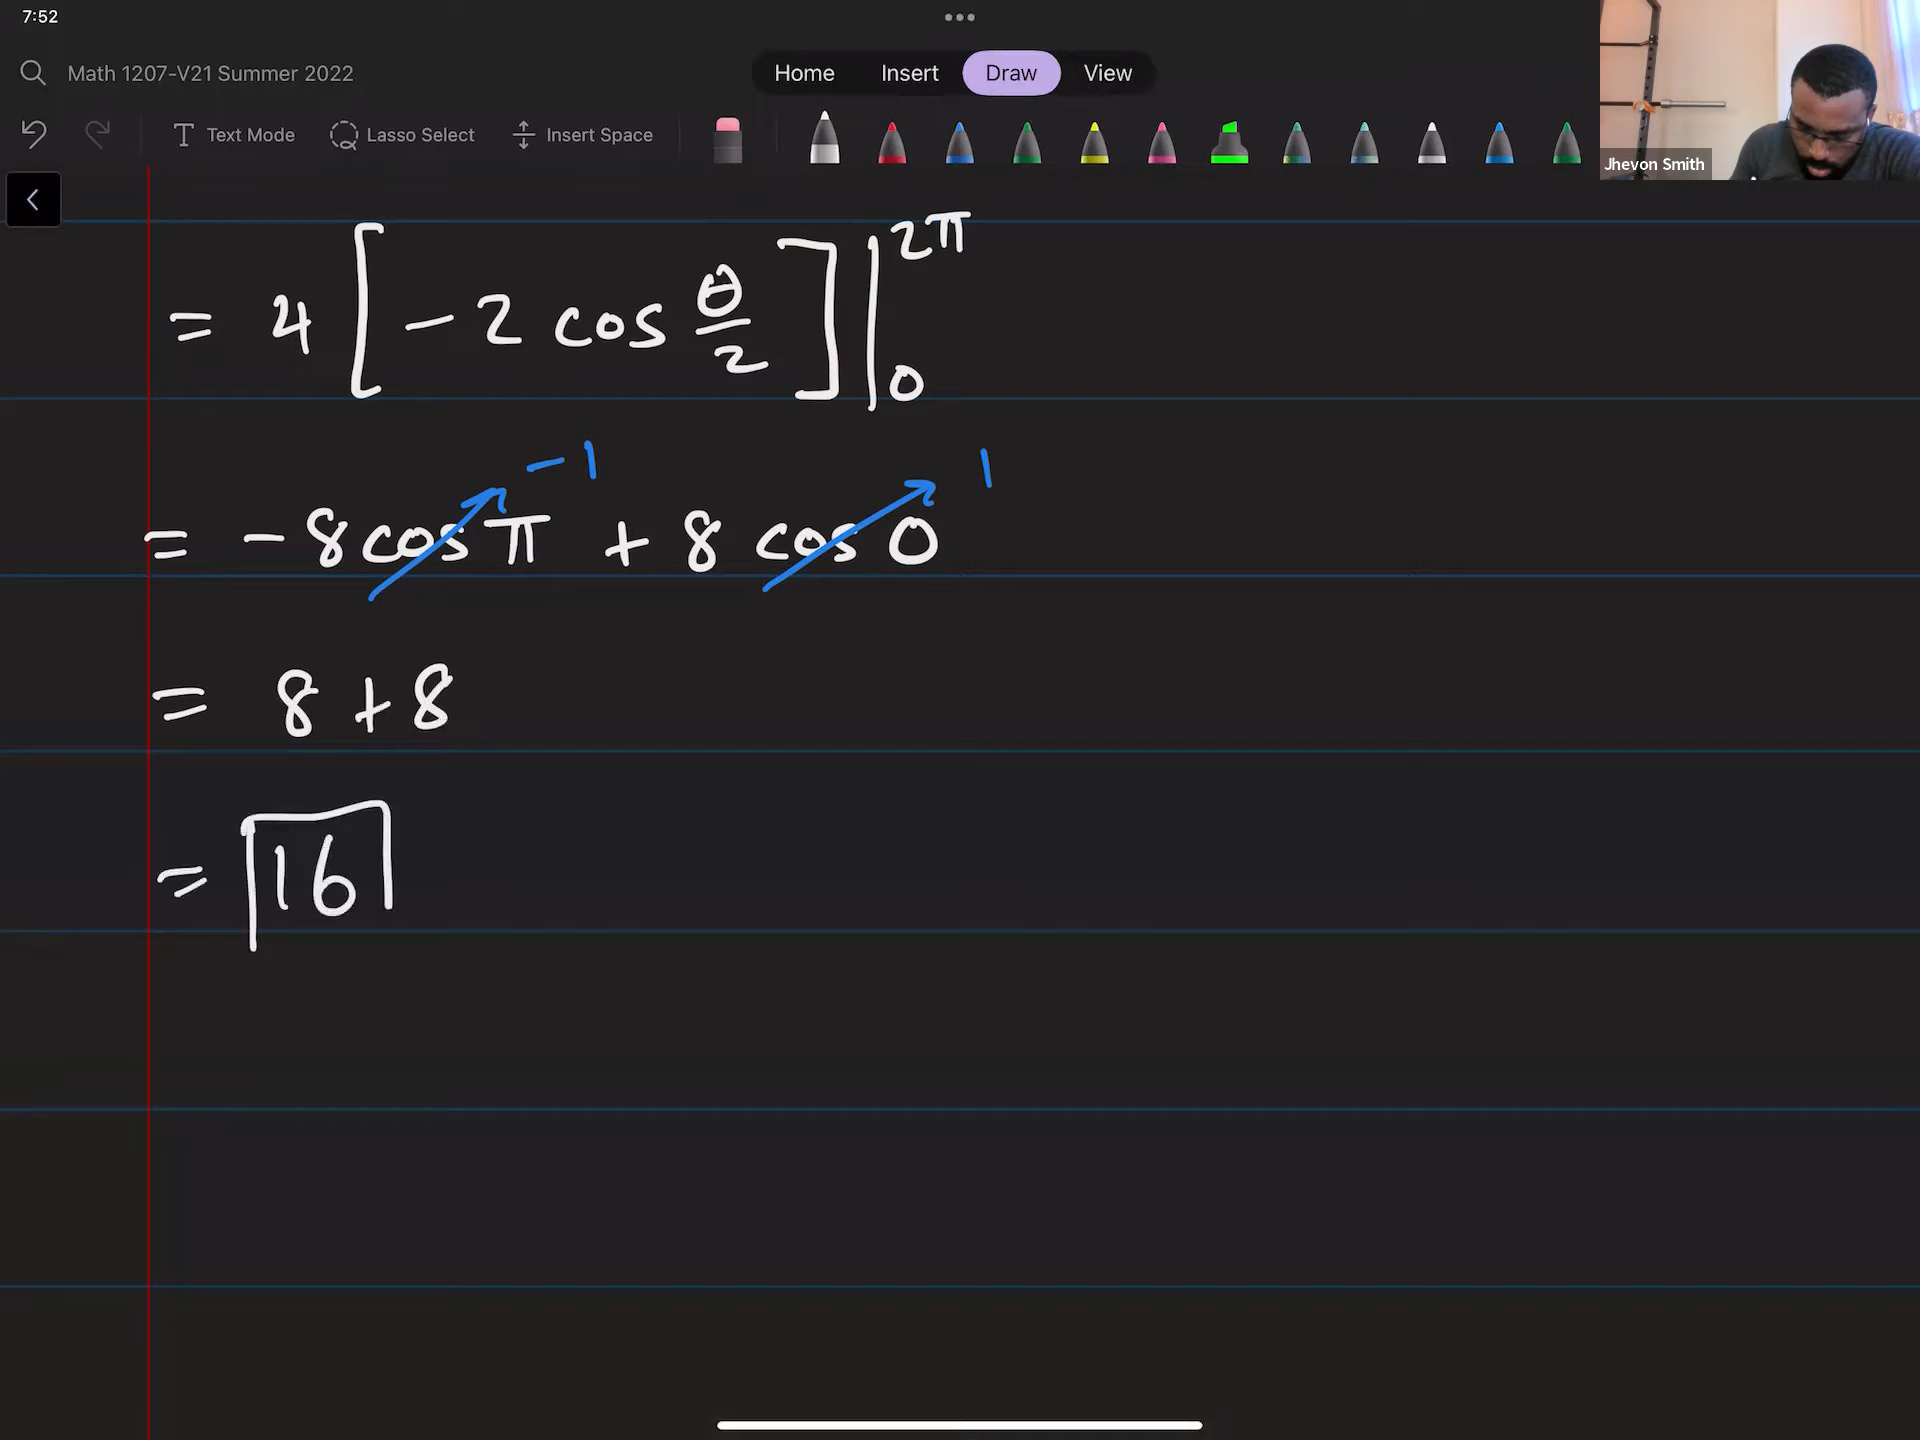 7:52
Math 1207-V21 Summer 2022
Home Insert Draw View
Text Mode Lasso Select Insert Space
Jhevon Smith
= 4 [ -2 cos θ/2 ] |₀^2π
-1 1
= -8 cos π + 8 cos 0
= 8 + 8
= 16